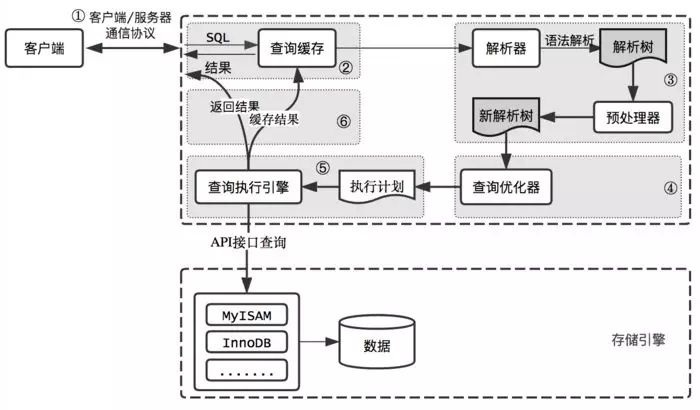 ① 客户端/服务器
通信协议
客户端
SQL
结果
查询缓存
②
解析器
语法解析
解析树
③
预处理器
新解析树
返回结果
缓存结果
⑥
查询执行引擎
⑤
执行计划
查询优化器
④
API接口查询
MyISAM
InnoDB
.......
数据
存储引擎